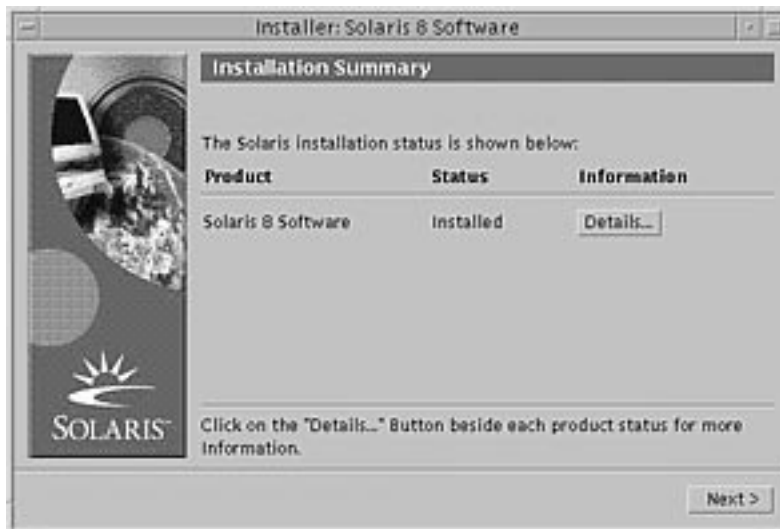 Installer: Solaris 8 Software
Installation Summary
The Solaris installation status is shown below:
Product Status Information
Solaris 8 Software Installed Details...
SOLARIS™
Click on the "Details..." Button beside each product status for more
Information.
Next >